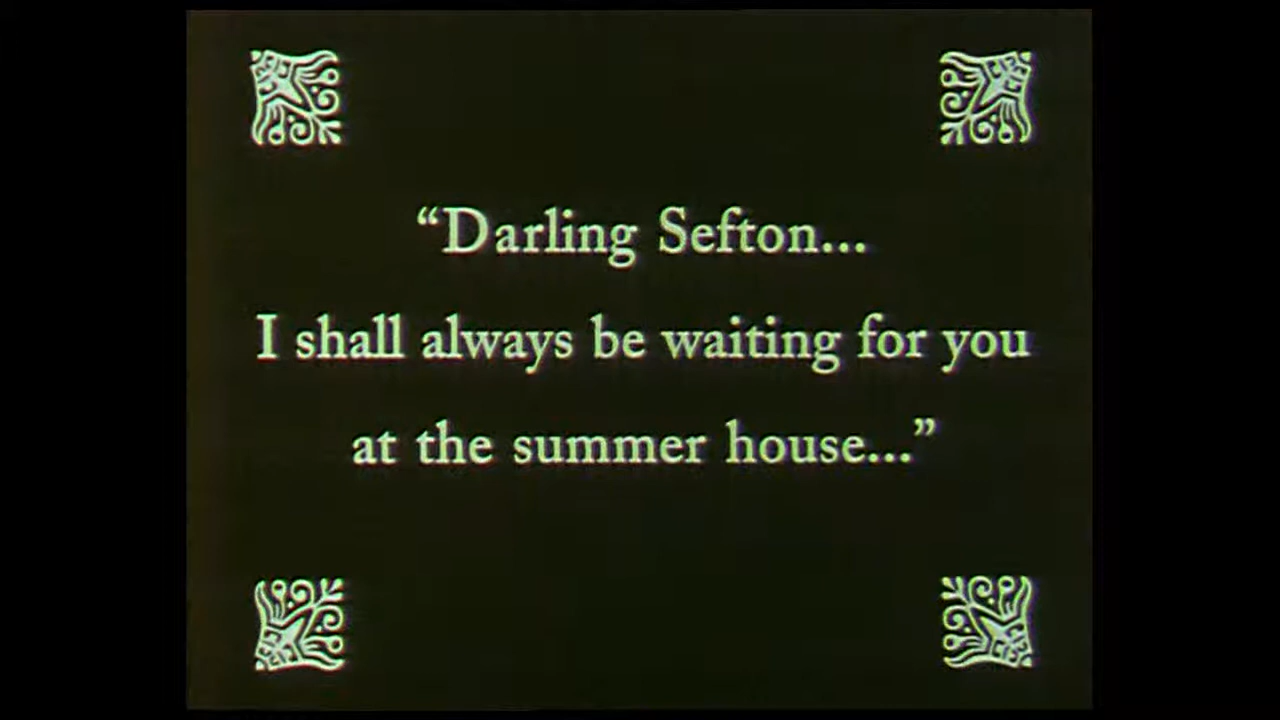 “Darling Sefton...
I shall always be waiting for you
at the summer house...”